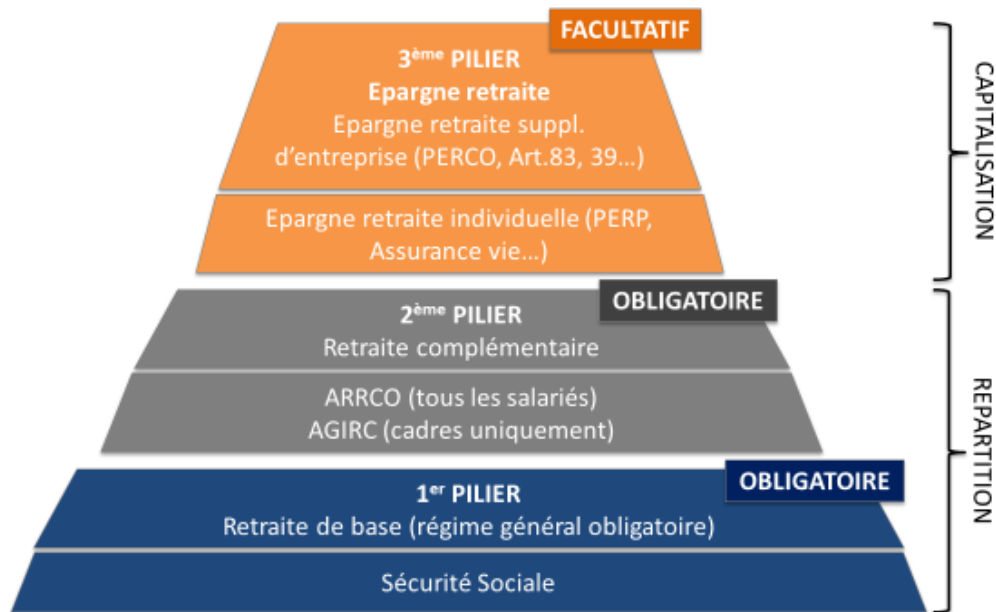 FACULTATIF
3ème PILIER
Epargne retraite
Epargne retraite suppl.
d’entreprise (PERCO, Art.83, 39…)
Epargne retraite individuelle (PERP,
Assurance vie…)
CAPITALISATION
OBLIGATOIRE
2ème PILIER
Retraite complémentaire
ARRCO (tous les salariés)
AGIRC (cadres uniquement)
OBLIGATOIRE
1er PILIER
Retraite de base (régime général obligatoire)
Sécurité Sociale
REPARTITION